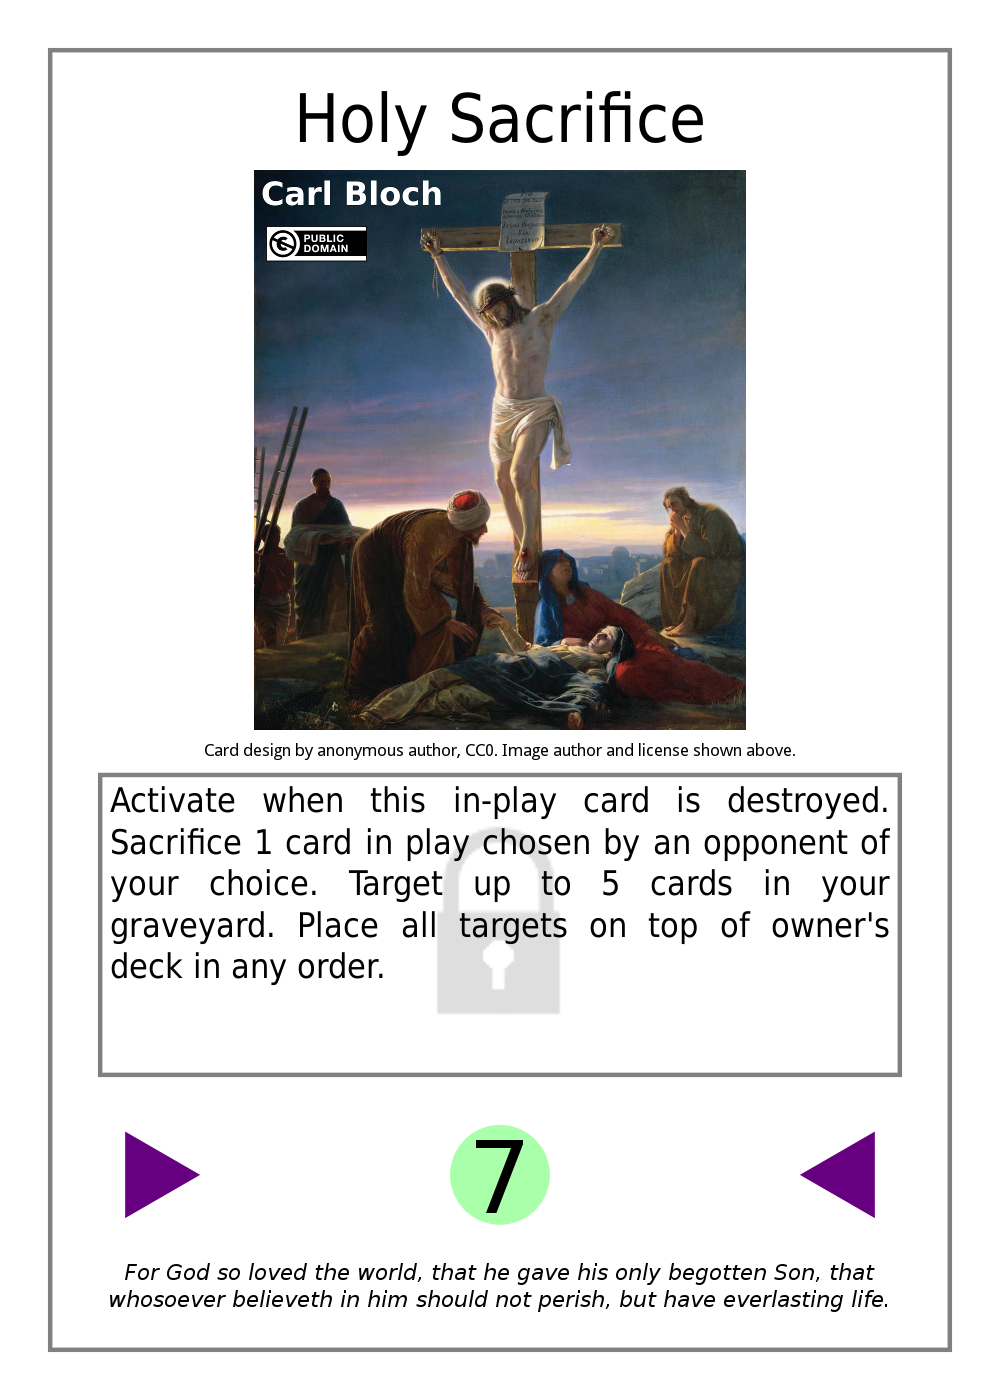 Holy Sacrifice
Carl Bloch
PUBLIC
DOMAIN
Card design by anonymous author, CC0. Image author and license shown above.
Activate when this in-play card is destroyed.
Sacrifice 1 card in play chosen by an opponent of
your choice. Target up to 5 cards in your
graveyard. Place all targets on top of owner's
deck in any order.
7
For God so loved the world, that he gave his only begotten Son, that
whosoever believeth in him should not perish, but have everlasting life.